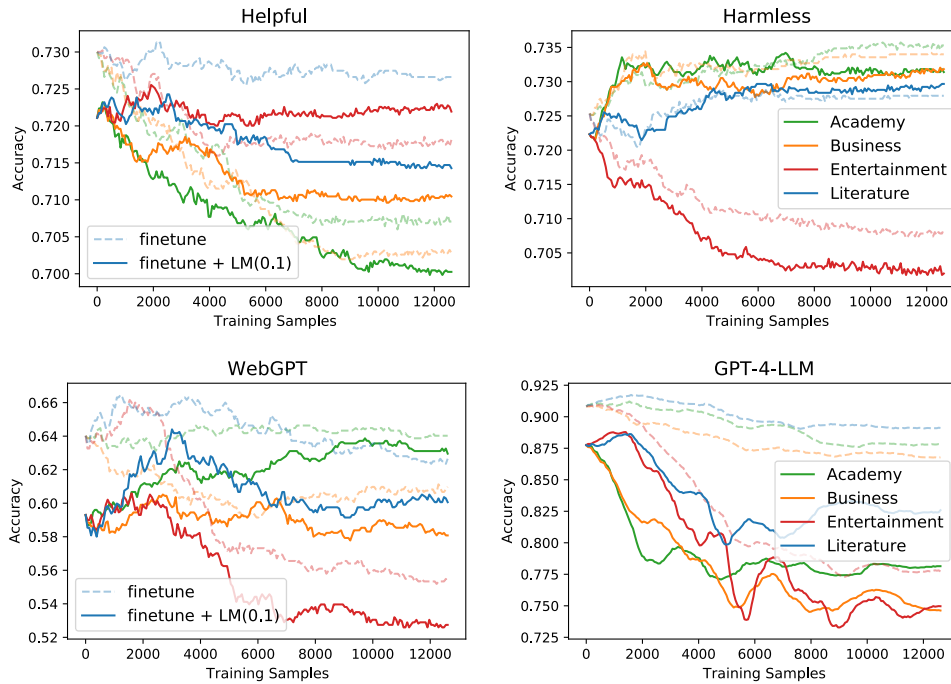 Helpful
Accuracy
0.730
0.725
0.720
0.715
0.710
0.705
0.700
finetune
finetune + LM(0.1)
0 2000 4000 6000 8000 10000 12000
Training Samples
Harmless
Accuracy
0.735
0.730
0.725
0.720
0.715
0.710
0.705
Academy
Business
Entertainment
Literature
0 2000 4000 6000 8000 10000 12000
Training Samples
WebGPT
Accuracy
0.66
0.64
0.62
0.60
0.58
0.56
0.54
0.52
finetune
finetune + LM(0.1)
0 2000 4000 6000 8000 10000 12000
Training Samples
GPT-4-LLM
Accuracy
0.925
0.900
0.875
0.850
0.825
0.800
0.775
0.750
0.725
Academy
Business
Entertainment
Literature
0 2000 4000 6000 8000 10000 12000
Training Samples